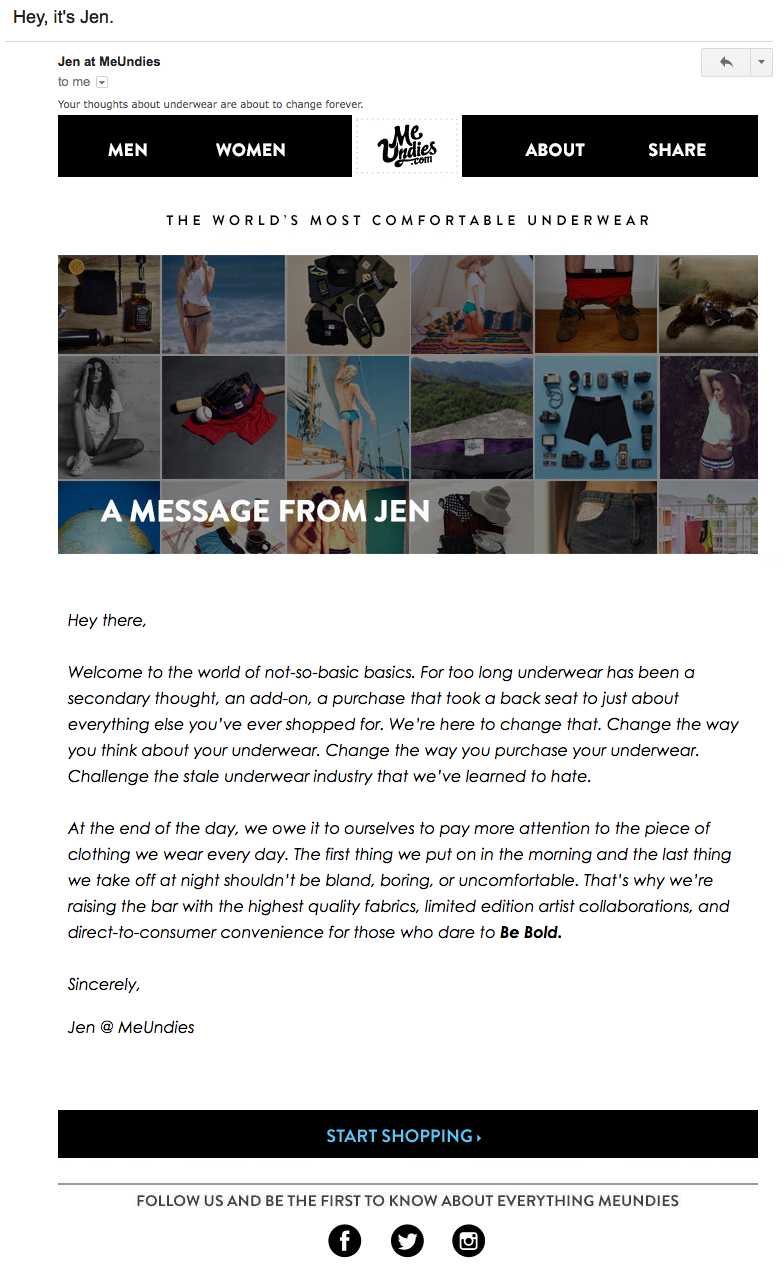 Hey, it's Jen.
Jen at MeUndies
to me
Your thoughts about underwear are about to change forever.
MEN WOMEN Me Undies .com ABOUT SHARE
THE WORLD'S MOST COMFORTABLE UNDERWEAR
A MESSAGE FROM JEN
Hey there,
Welcome to the world of not-so-basic basics. For too long underwear has been a
secondary thought, an add-on, a purchase that took a back seat to just about
everything else you've ever shopped for. We're here to change that. Change the way
you think about your underwear. Change the way you purchase your underwear.
Challenge the stale underwear industry that we've learned to hate.
At the end of the day, we owe it to ourselves to pay more attention to the piece of
clothing we wear every day. The first thing we put on in the morning and the last thing
we take off at night shouldn't be bland, boring, or uncomfortable. That's why we're
raising the bar with the highest quality fabrics, limited edition artist collaborations, and
direct-to-consumer convenience for those who dare to Be Bold.
Sincerely,
Jen @ MeUndies
START SHOPPING
FOLLOW US AND BE THE FIRST TO KNOW ABOUT EVERYTHING MEUNDIES